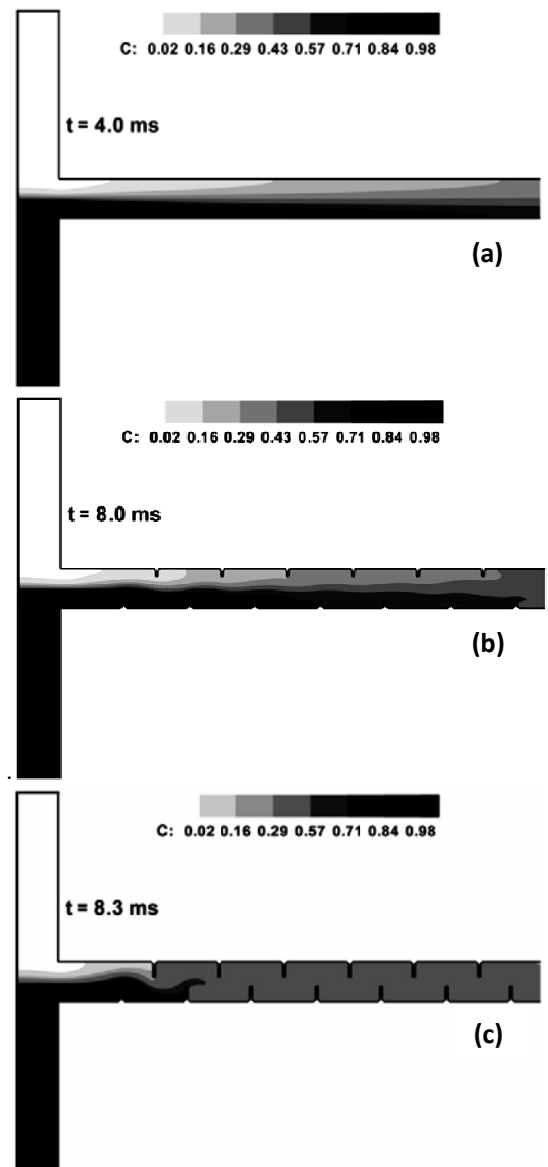 C: 0.02 0.16 0.29 0.43 0.57 0.71 0.84 0.98
t = 4.0 ms
(a)
C: 0.02 0.16 0.29 0.43 0.57 0.71 0.84 0.98
t = 8.0 ms
(b)
C: 0.02 0.16 0.29 0.57 0.71 0.84 0.98
t = 8.3 ms
(c)